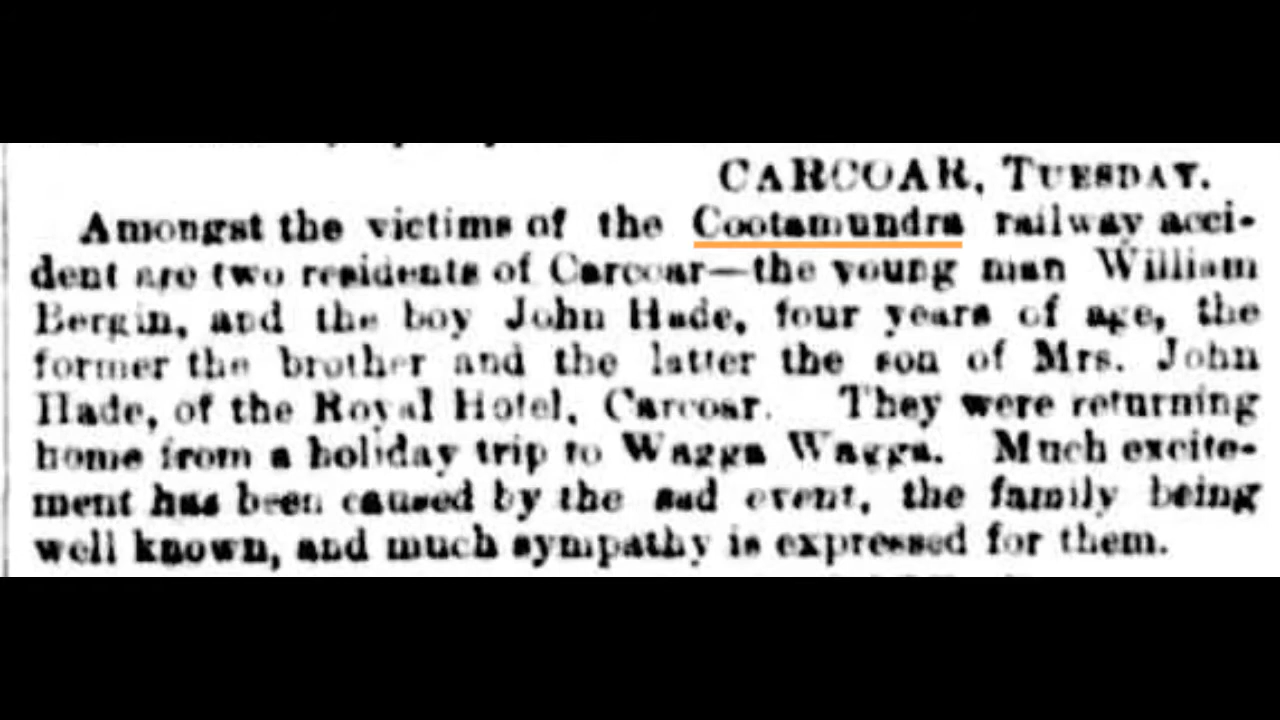 CARCOAR, TUESDAY.
Amongst the victims of the Cootamundra railway acci-
dent are two residents of Carcoar—the young man William
Bergin, and the boy John Hade, four years of age, the
former the brother and the latter the son of Mrs. John
Hade, of the Royal Hotel, Carcoar. They were returning
home from a holiday trip to Wagga Wagga. Much excite-
ment has been caused by the sad event, the family being
well known, and much sympathy is expressed for them.